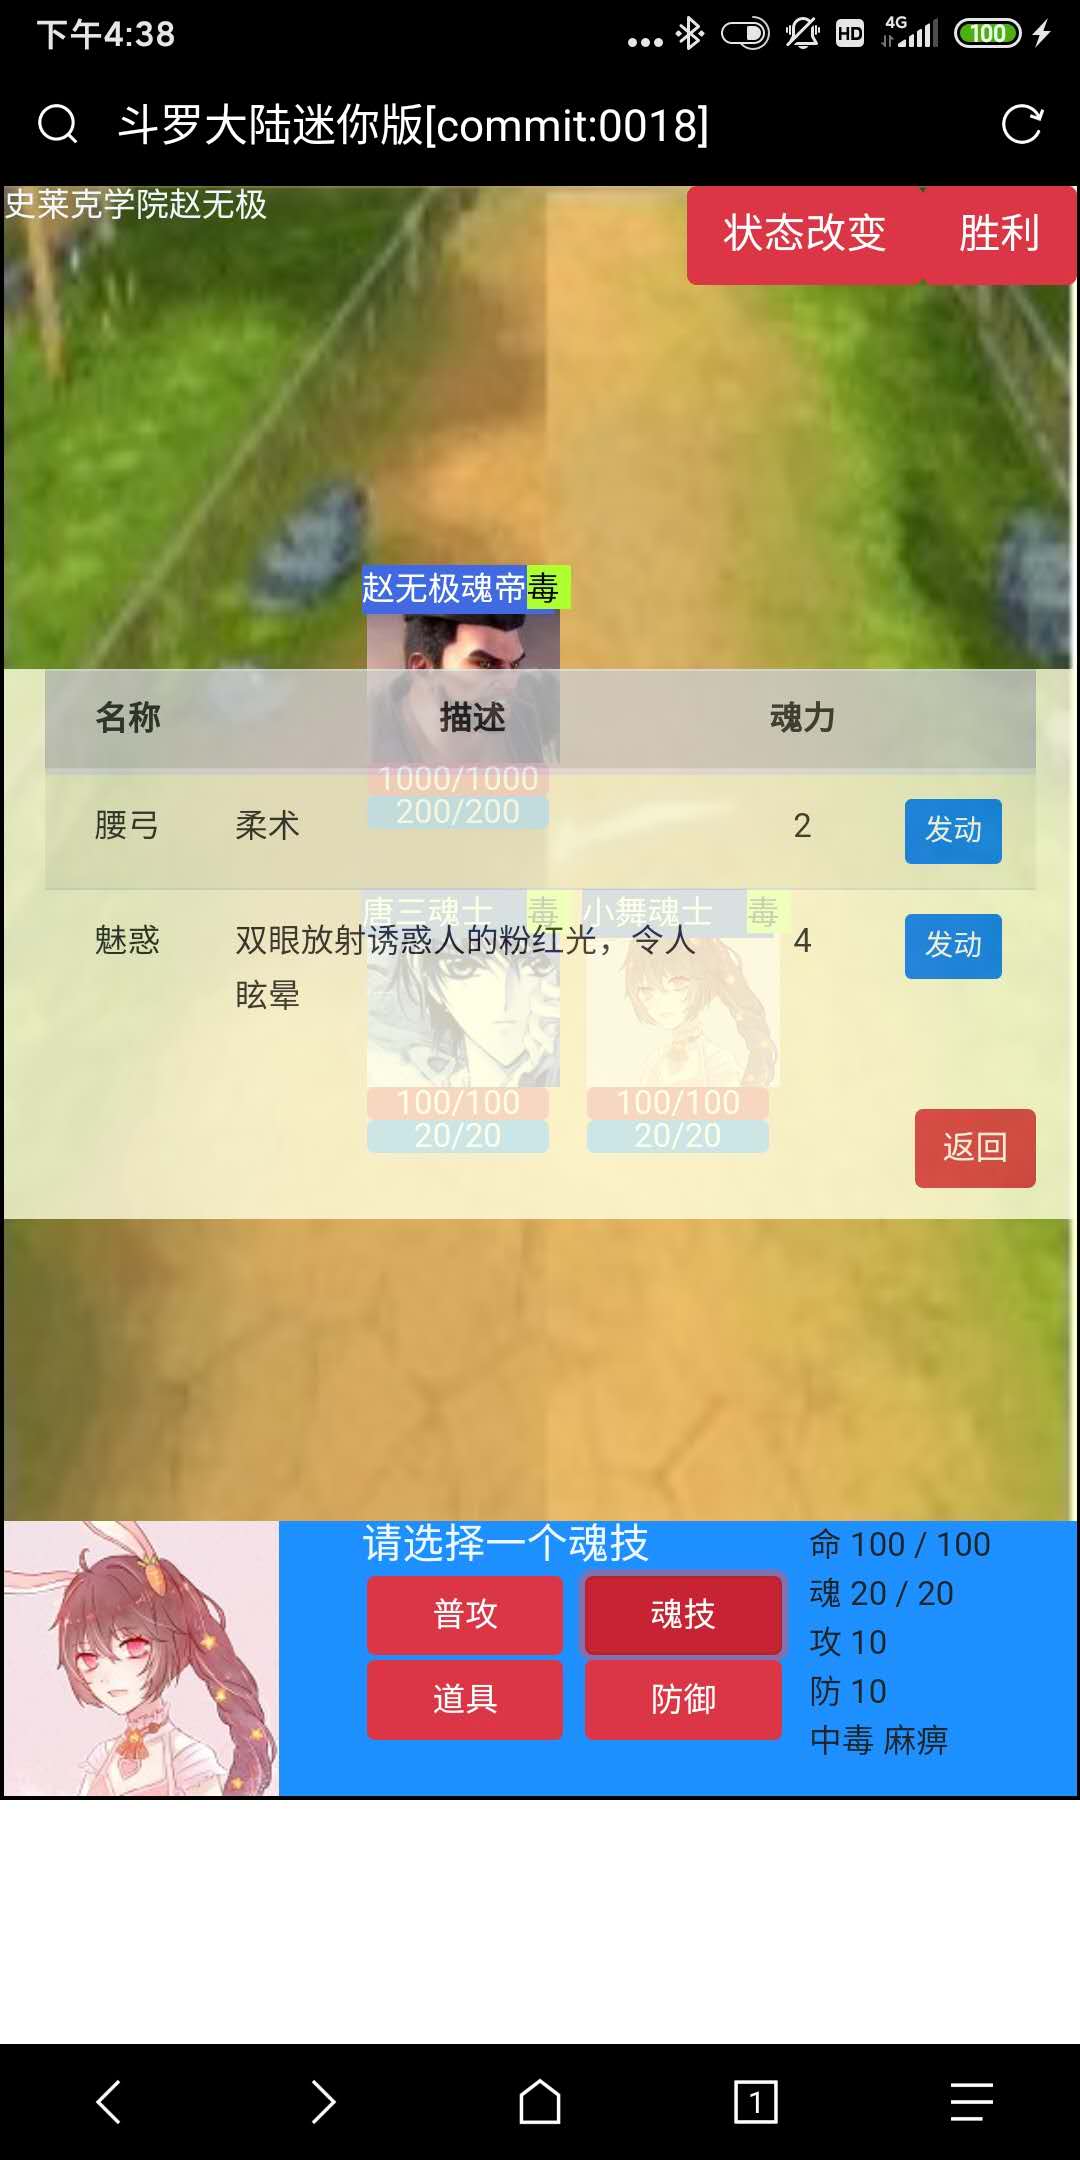 下午4:38
HD
4G
100
斗罗大陆迷你版[commit:0018]
史莱克学院赵无极
状态改变
胜利
赵无极魂帝毒
名称 描述 魂力
1000/1000
200/200
腰弓 柔术 2 发动
唐三魂士 毒 小舞魂士 毒
魅惑 双眼放射诱惑人的粉红光，令人 4 发动
眩晕
100/100 100/100
20/20 20/20
返回
请选择一个魂技
普攻 魂技
道具 防御
命 100 / 100
魂 20 / 20
攻 10
防 10
中毒 麻痹
1